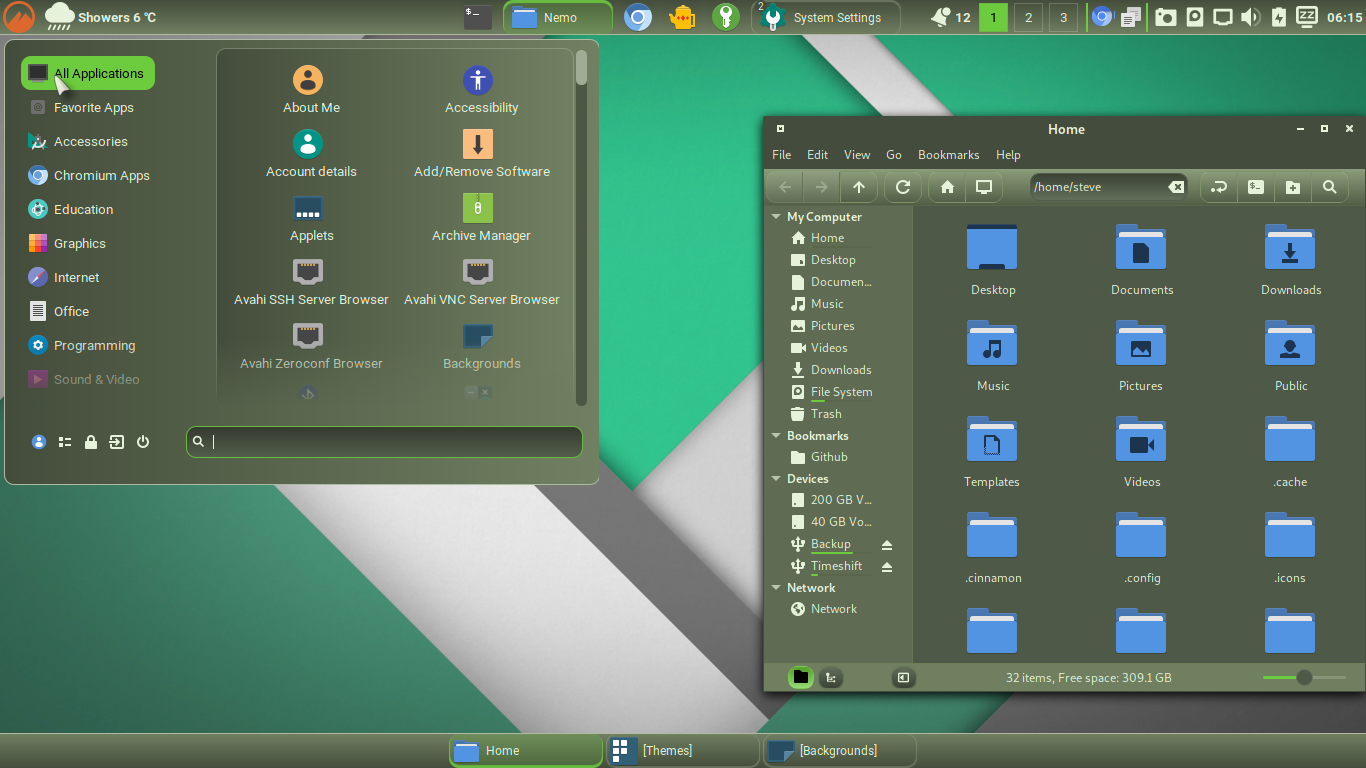 Showers 6 ℃
Nemo
2
System Settings
12
1
2
3
06:15
All Applications
Favorite Apps
Accessories
Chromium Apps
Education
Graphics
Internet
Office
Programming
Sound & Video
About Me
Accessibility
Account details
Add/Remove Software
Applets
Archive Manager
Avahi SSH Server Browser
Avahi VNC Server Browser
Avahi Zeroconf Browser
Backgrounds
Home
File Edit View Go Bookmarks Help
/home/steve
My Computer
Home
Desktop
Documen...
Music
Pictures
Videos
Downloads
File System
Trash
Bookmarks
Github
Devices
200 GB V...
40 GB Vo...
Backup
Timeshift
Network
Network
Desktop
Documents
Downloads
Music
Pictures
Public
Templates
Videos
.cache
.cinnamon
.config
.icons
32 items, Free space: 309.1 GB
Home
[Themes]
[Backgrounds]